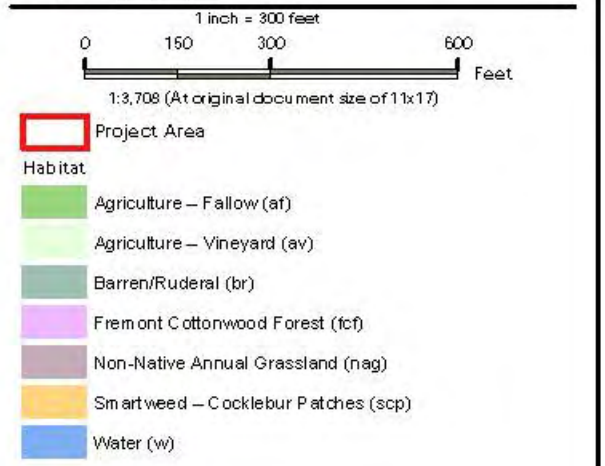 1 inch = 300 feet
0 150 300 600
Feet
1:3,708 (At original document size of 11x17)
Project Area
Habitat
Agriculture – Fallow (af)
Agriculture – Vineyard (av)
Barren/Ruderal (br)
Fremont Cottonwood Forest (fcf)
Non-Native Annual Grassland (nag)
Smartweed – Cocklebur Patches (scp)
Water (w)